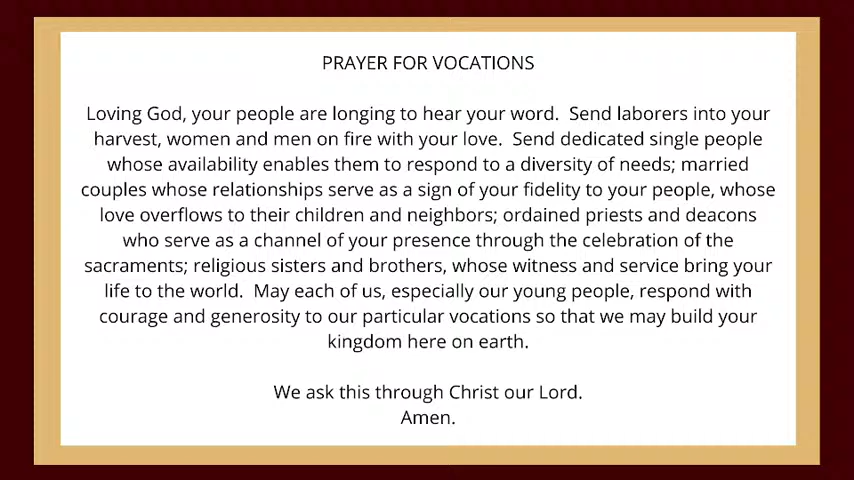 PRAYER FOR VOCATIONS
Loving God, your people are longing to hear your word.  Send laborers into your
harvest, women and men on fire with your love.  Send dedicated single people
whose availability enables them to respond to a diversity of needs; married
couples whose relationships serve as a sign of your fidelity to your people, whose
love overflows to their children and neighbors; ordained priests and deacons
who serve as a channel of your presence through the celebration of the
sacraments; religious sisters and brothers, whose witness and service bring your
life to the world.  May each of us, especially our young people, respond with
courage and generosity to our particular vocations so that we may build your
kingdom here on earth.
We ask this through Christ our Lord.
Amen.